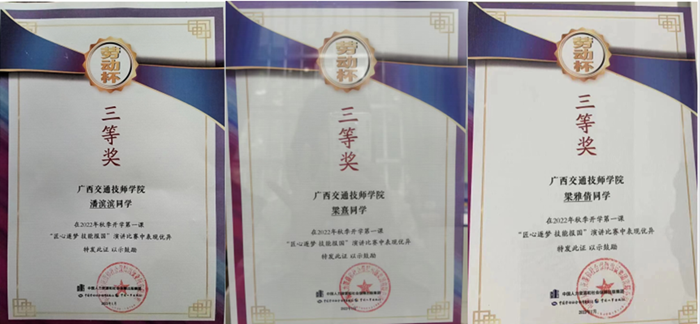 劳动杯
三等奖
广西交通技师学院
潘滨滨同学
在2022年秋季开学第一课
“匠心逐梦 技能报国”演讲比赛中表现优异
特发此证 以示鼓励
劳动杯
三等奖
广西交通技师学院
梁熹同学
在2022年秋季开学第一课
“匠心逐梦 技能报国”演讲比赛中表现优异
特发此证 以示鼓励
劳动杯
三等奖
广西交通技师学院
梁雅倩同学
在2022年秋季开学第一课
“匠心逐梦 技能报国”演讲比赛中表现优异
特发此证 以示鼓励